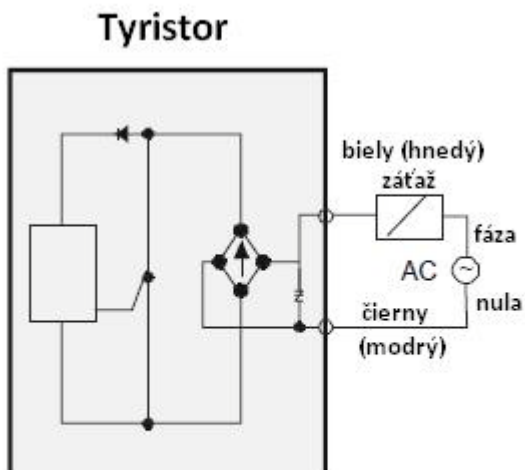 Tyristor
biely (hnedý)
záťaž
fáza
AC
~
nula
čierny
(modrý)